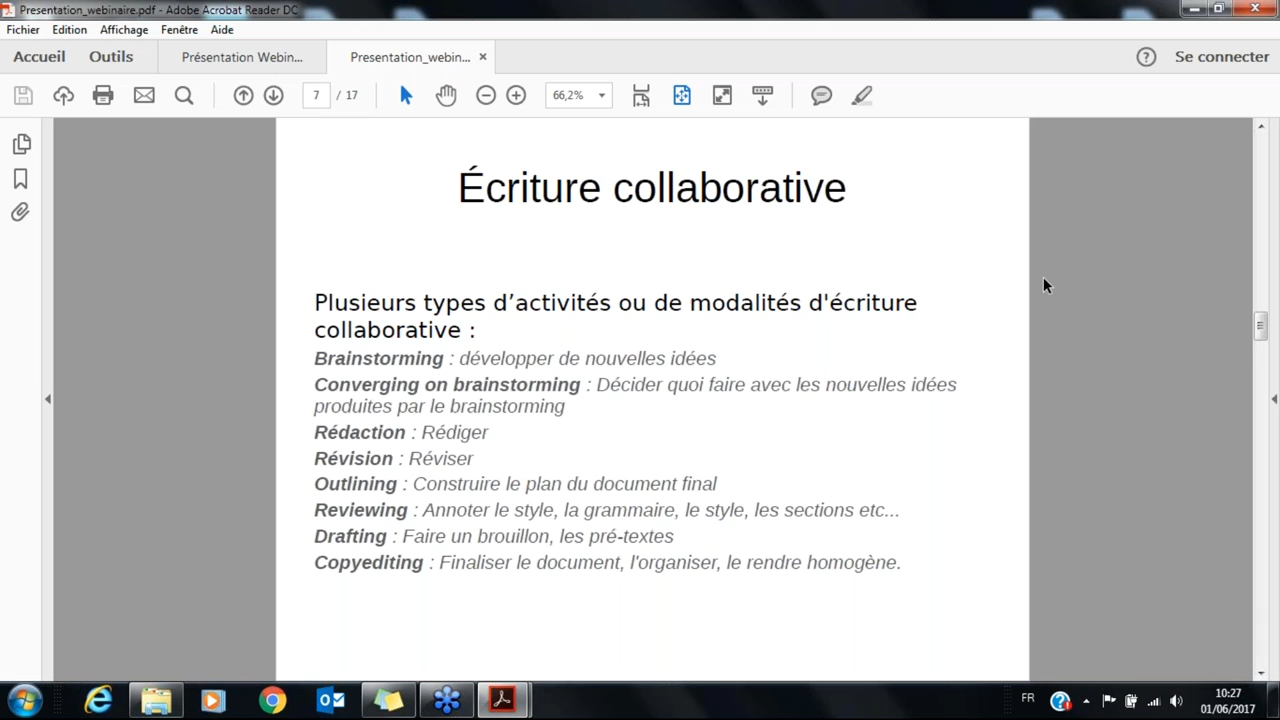 Presentation_webinaire.pdf - Adobe Acrobat Reader DC
Fichier Edition Affichage Fenêtre Aide
Accueil Outils Présentation Webin... Presentation_webin... Se connecter
7 / 17 66,2%
Écriture collaborative
Plusieurs types d’activités ou de modalités d'écriture
collaborative :
Brainstorming : développer de nouvelles idées
Converging on brainstorming : Décider quoi faire avec les nouvelles idées
produites par le brainstorming
Rédaction : Rédiger
Révision : Réviser
Outlining : Construire le plan du document final
Reviewing : Annoter le style, la grammaire, le style, les sections etc...
Drafting : Faire un brouillon, les pré-textes
Copyediting : Finaliser le document, l'organiser, le rendre homogène.
FR 10:27
01/06/2017